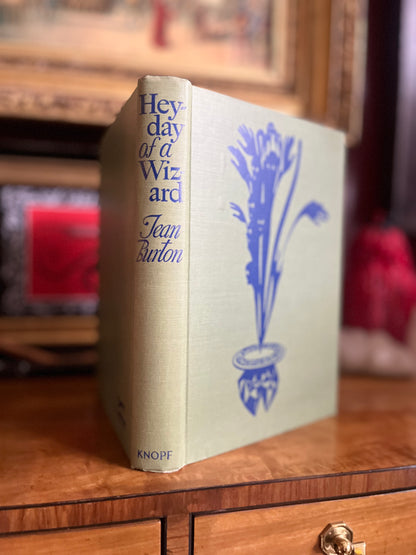 Hey-
day
of a
Wiz-
ard
Jean
Burton
KNOPF